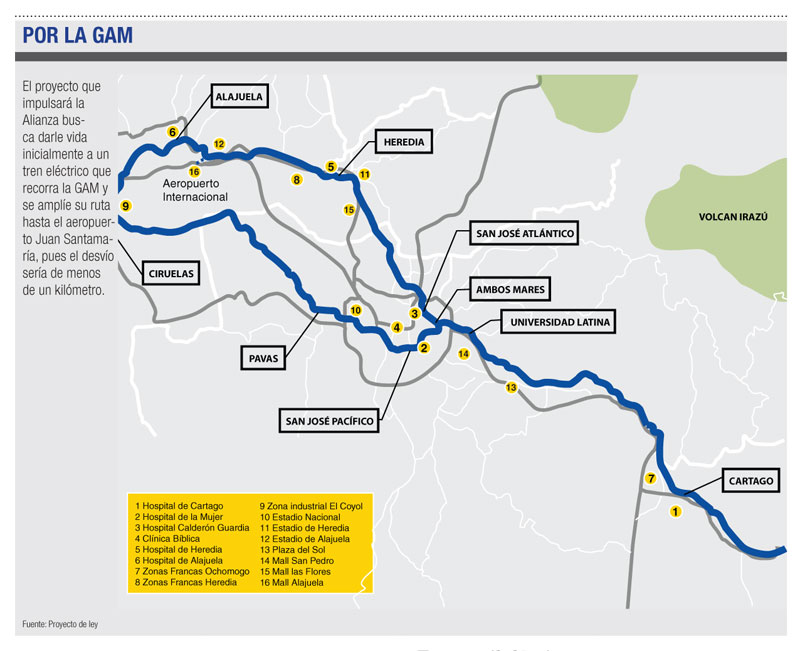 POR LA GAM
El proyecto que
impulsará la
Alianza bus-
ca darle vida
inicialmente a un
tren eléctrico que
recorra la GAM y
se amplíe su ruta
hasta el aeropuer-
to Juan Santama-
ría, pues el desvío
sería de menos
de un kilómetro.
ALAJUELA
6
12
16
Aeropuerto
Internacional
9
CIRUELAS
HEREDIA
5
11
8
15
SAN JOSÉ ATLÁNTICO
VOLCAN IRAZÚ
AMBOS MARES
3
10
4
UNIVERSIDAD LATINA
PAVAS
2
14
13
SAN JOSÉ PACÍFICO
7
CARTAGO
1
1 Hospital de Cartago
2 Hospital de la Mujer
3 Hospital Calderón Guardia
4 Clínica Bíblica
5 Hospital de Heredia
6 Hospital de Alajuela
7 Zonas Francas Ochomogo
8 Zonas Francas Heredia
9 Zona industrial El Coyol
10 Estadio Nacional
11 Estadio de Heredia
12 Estadio de Alajuela
13 Plaza del Sol
14 Mall San Pedro
15 Mall las Flores
16 Mall Alajuela
Fuente: Proyecto de ley